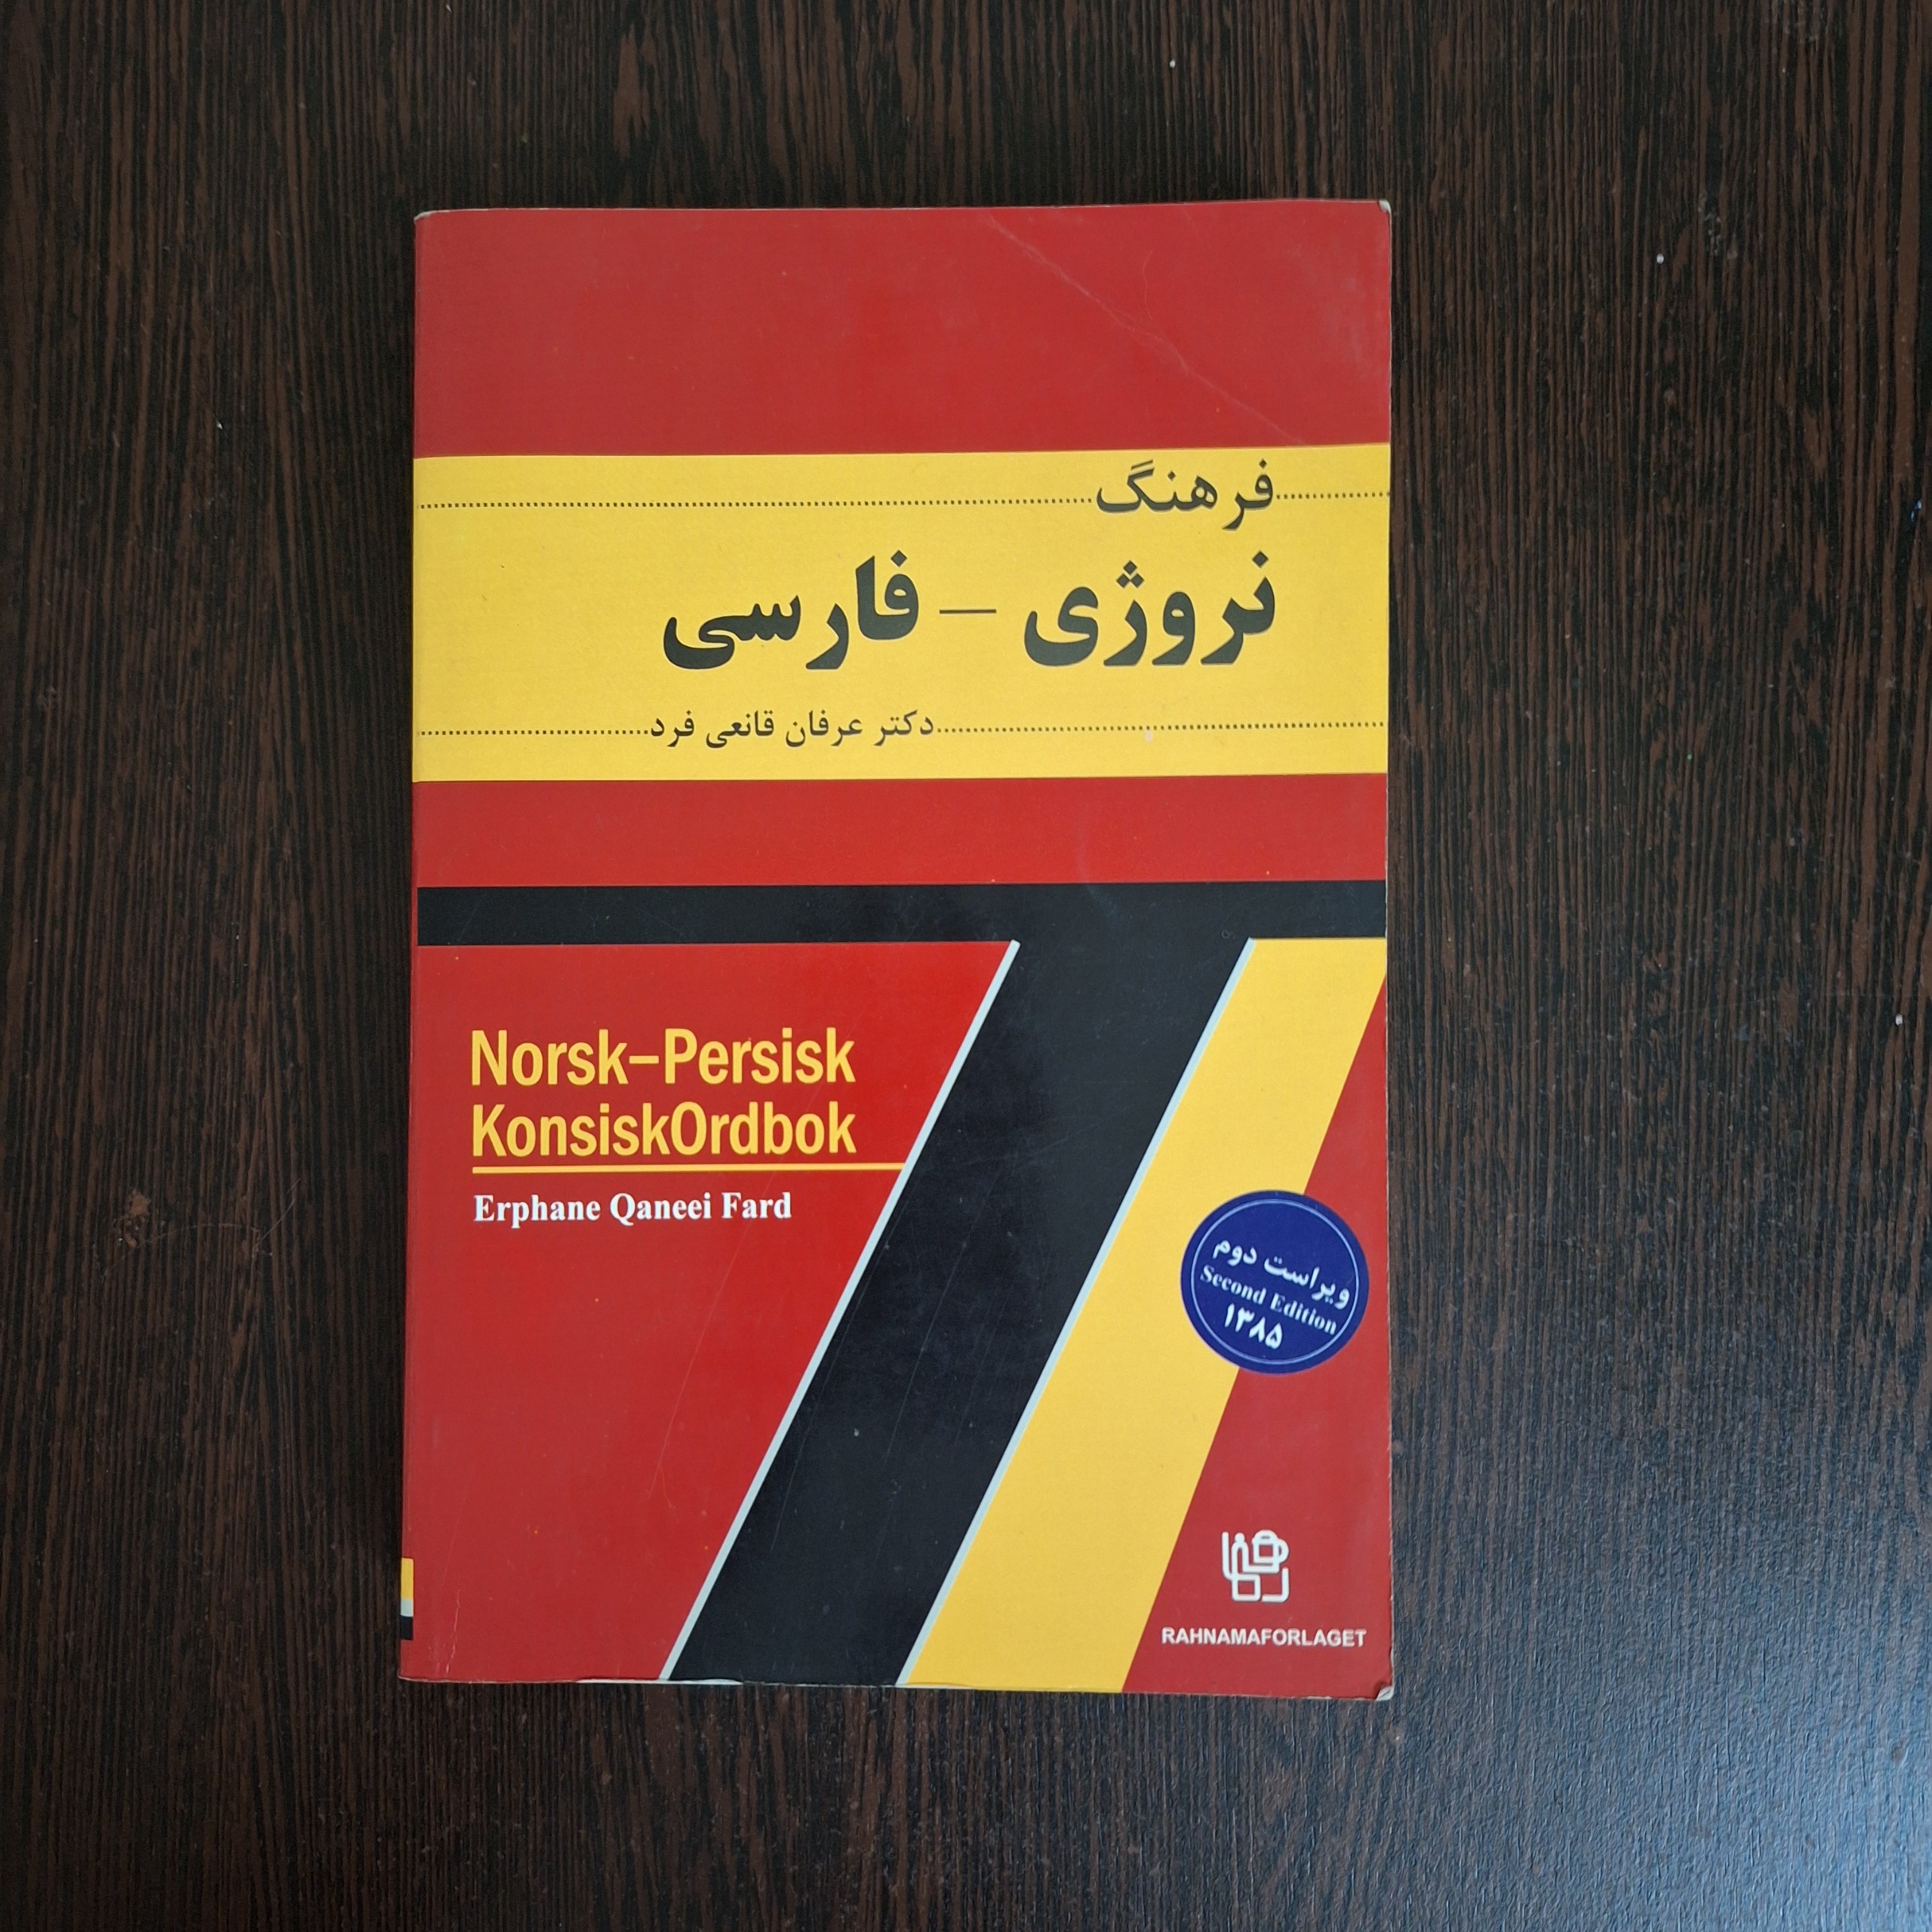 فرهنگ
نروژی - فارسی
دکتر عرفان قانعی فرد
Norsk-Persisk
KonsiskOrdbok
Erphane Qaneei Fard
ویراست دوم
Second Edition
۱۳۸۵
رهنما
RAHNAMAFORLAGET